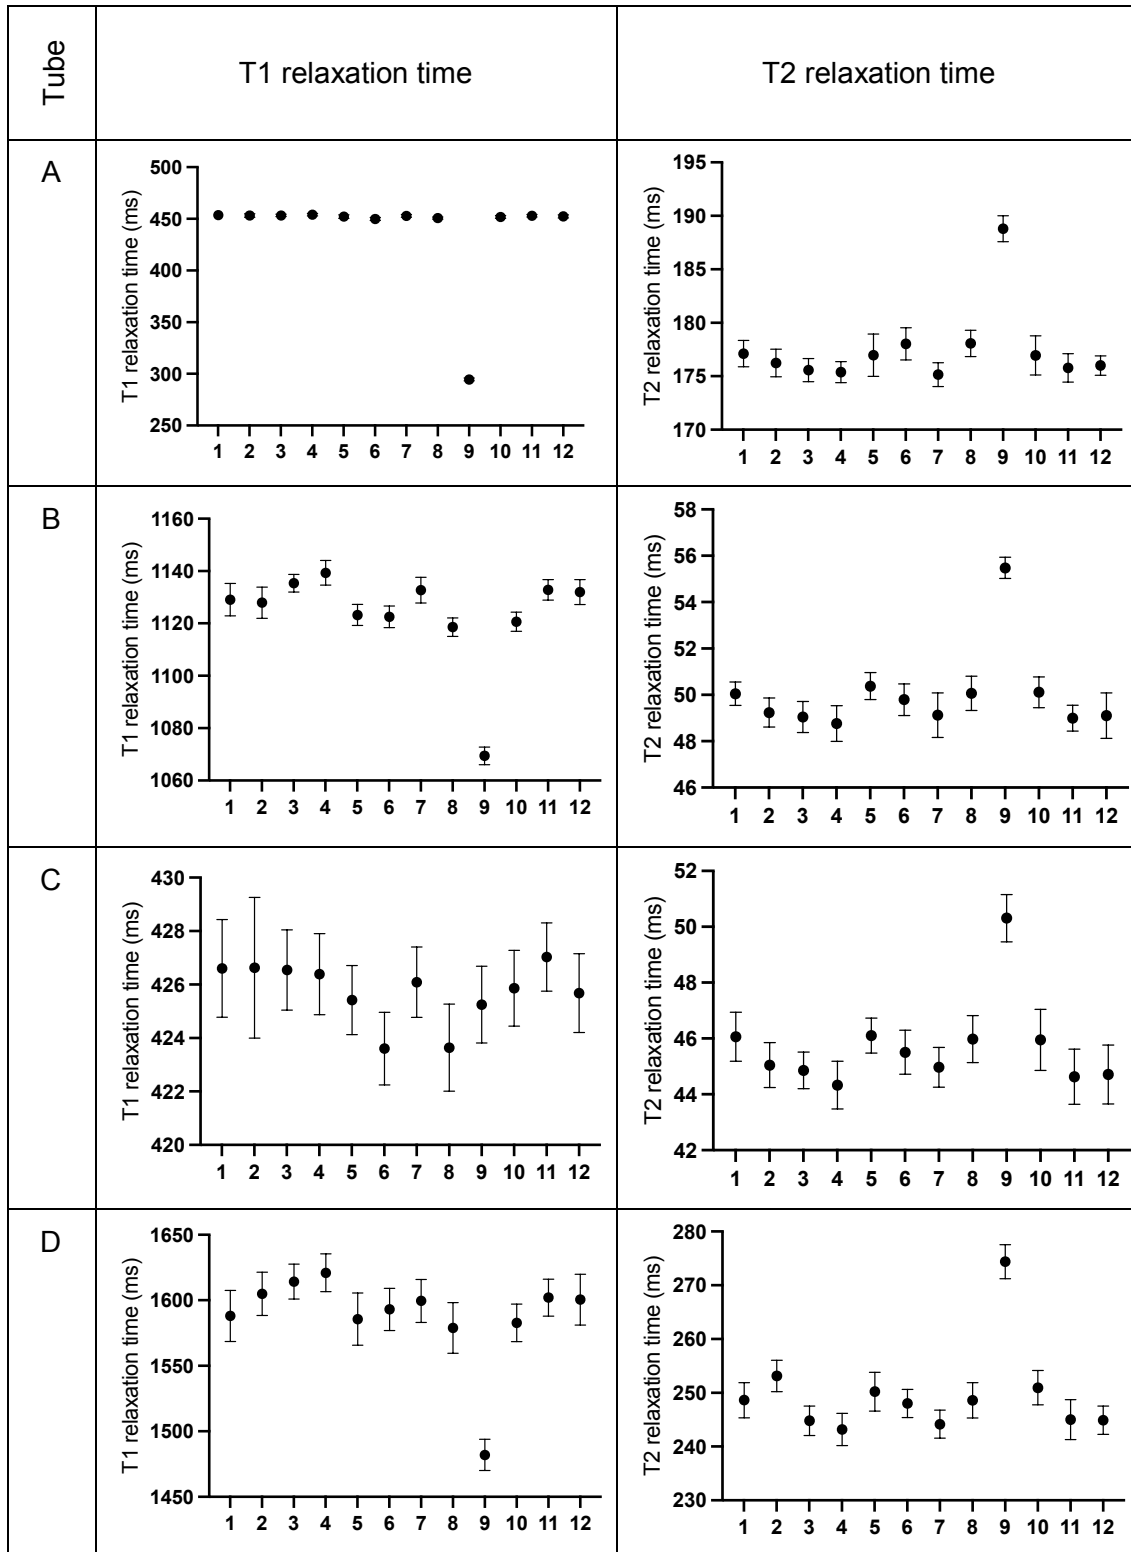 Tube
T1 relaxation time
T2 relaxation time
A
T1 relaxation time (ms)
500
450
400
350
300
250
1 2 3 4 5 6 7 8 9 10 11 12
T2 relaxation time (ms)
195
190
185
180
175
170
1 2 3 4 5 6 7 8 9 10 11 12
B
T1 relaxation time (ms)
1160
1140
1120
1100
1080
1060
1 2 3 4 5 6 7 8 9 10 11 12
T2 relaxation time (ms)
58
56
54
52
50
48
46
1 2 3 4 5 6 7 8 9 10 11 12
C
T1 relaxation time (ms)
430
428
426
424
422
420
1 2 3 4 5 6 7 8 9 10 11 12
T2 relaxation time (ms)
52
50
48
46
44
42
1 2 3 4 5 6 7 8 9 10 11 12
D
T1 relaxation time (ms)
1650
1600
1550
1500
1450
1 2 3 4 5 6 7 8 9 10 11 12
T2 relaxation time (ms)
280
270
260
250
240
230
1 2 3 4 5 6 7 8 9 10 11 12